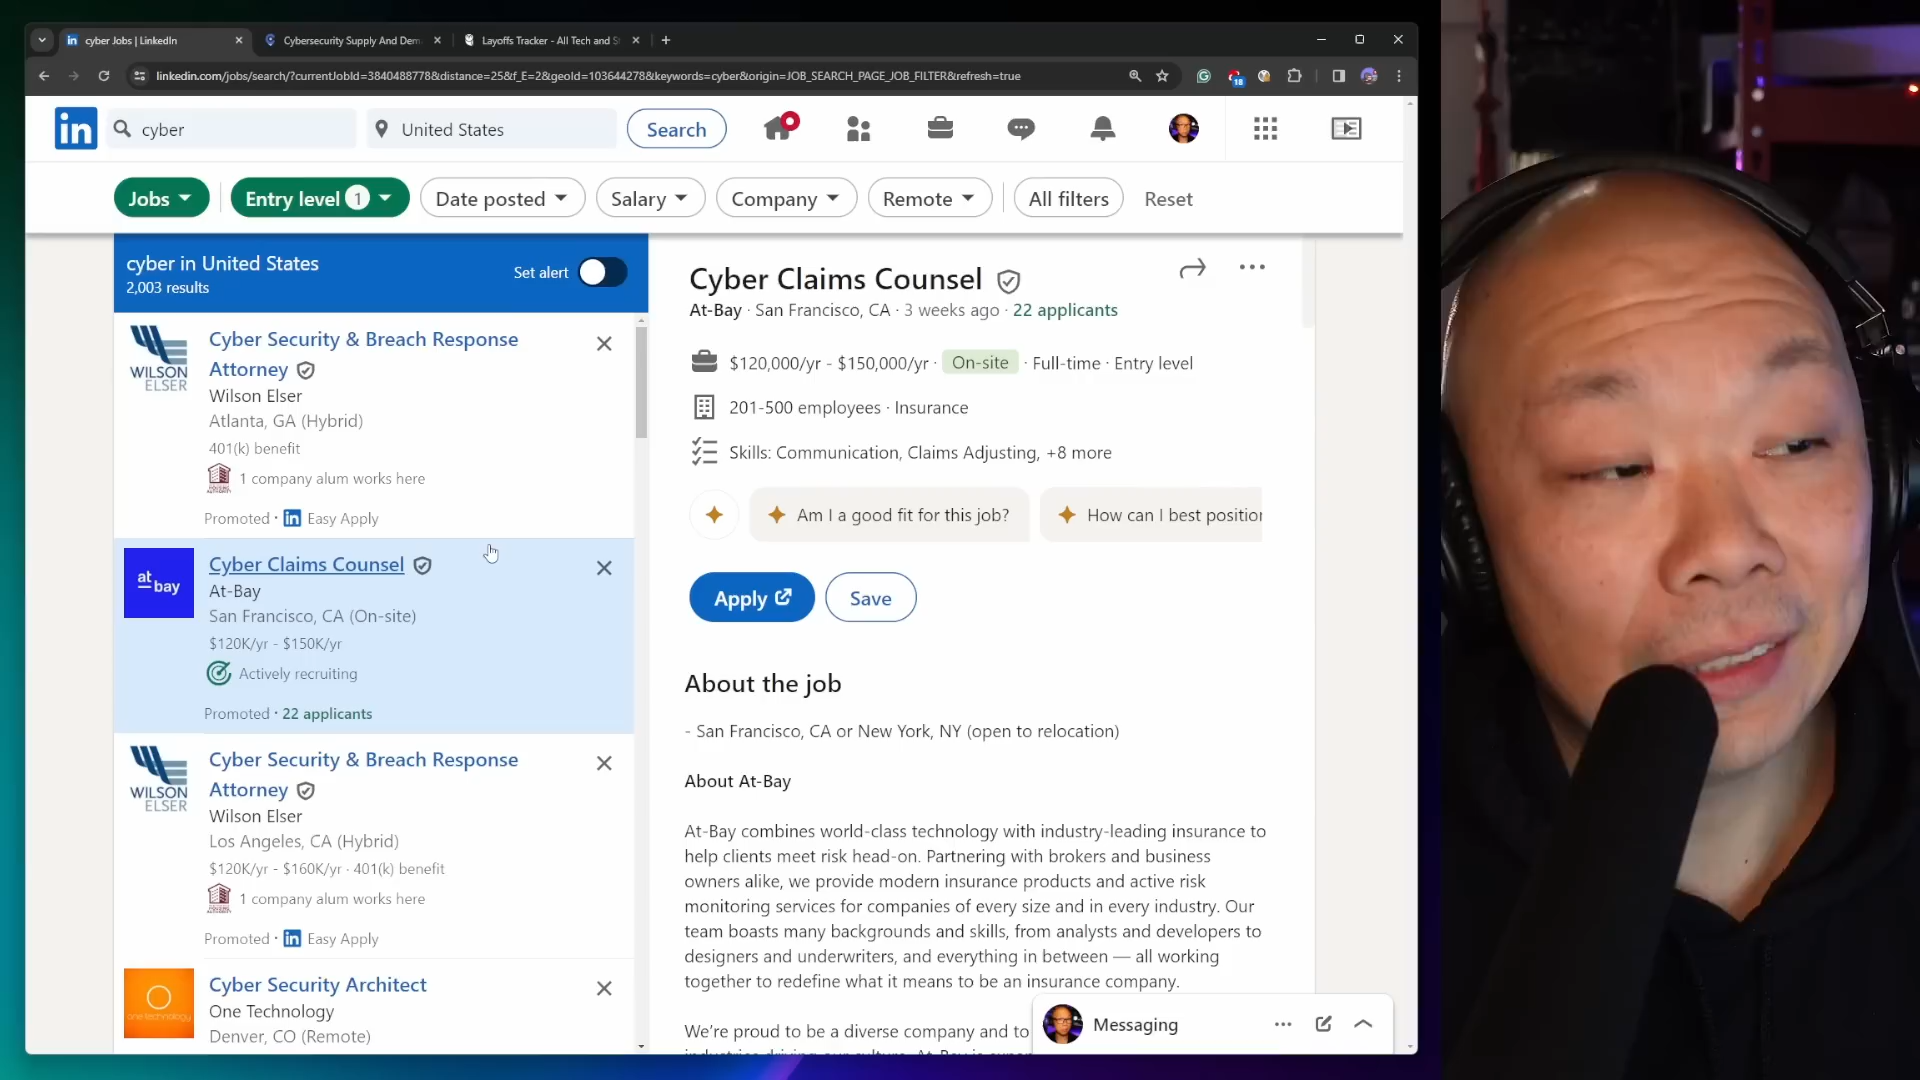 cyber Jobs | LinkedIn
Cybersecurity Supply And Dem
Layoffs Tracker - All Tech and St
linkedin.com/jobs/search/?currentJobId=3840488778&distance=25&f_E=2&geoId=103644278&keywords=cyber&origin=JOB_SEARCH_PAGE_JOB_FILTER&refresh=true
18
in
cyber
United States
Search
Jobs
Entry level 1
Date posted
Salary
Company
Remote
All filters
Reset
cyber in United States
2,003 results
Set alert
WILSON
ELSER
Cyber Security & Breach Response
Attorney
Wilson Elser
Atlanta, GA (Hybrid)
401(k) benefit
1 company alum works here
Promoted · in Easy Apply
at
bay
Cyber Claims Counsel
At-Bay
San Francisco, CA (On-site)
$120K/yr - $150K/yr
Actively recruiting
Promoted · 22 applicants
WILSON
ELSER
Cyber Security & Breach Response
Attorney
Wilson Elser
Los Angeles, CA (Hybrid)
$120K/yr - $160K/yr · 401(k) benefit
1 company alum works here
Promoted · in Easy Apply
one technology
Cyber Security Architect
One Technology
Denver, CO (Remote)
Cyber Claims Counsel
At-Bay · San Francisco, CA · 3 weeks ago · 22 applicants
$120,000/yr - $150,000/yr · On-site · Full-time · Entry level
201-500 employees · Insurance
Skills: Communication, Claims Adjusting, +8 more
Am I a good fit for this job?
How can I best position
Apply
Save
About the job
- San Francisco, CA or New York, NY (open to relocation)
About At-Bay
At-Bay combines world-class technology with industry-leading insurance to
help clients meet risk head-on. Partnering with brokers and business
owners alike, we provide modern insurance products and active risk
monitoring services for companies of every size and in every industry. Our
team boasts many backgrounds and skills, from analysts and developers to
designers and underwriters, and everything in between — all working
together to redefine what it means to be an insurance company.
We're proud to be a diverse company and to
Messaging